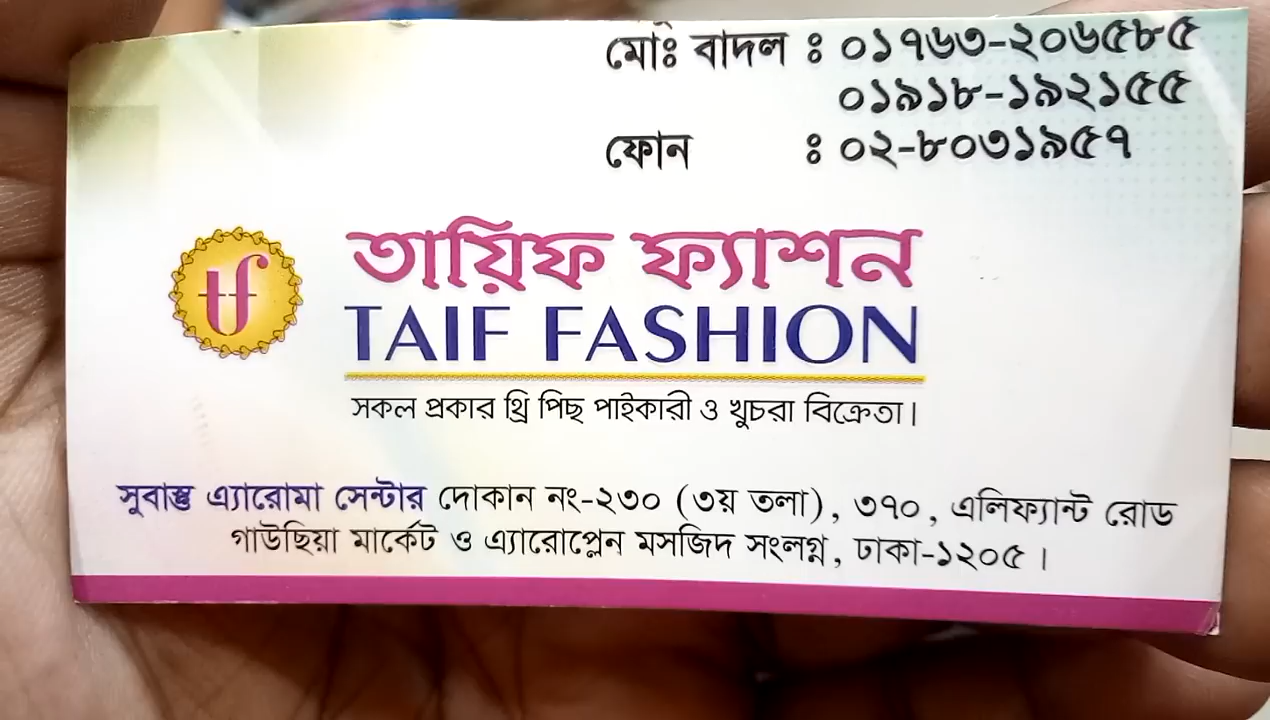 মোঃ বাদল : ০১৭৬৩-২০৬৫৮৫
০১৯১৮-১৯২১৫৫
ফোন : ০২-৮০৩১৯৫৭
তায়িফ ফ্যাশন
TAIF FASHION
সকল প্রকার থ্রি পিছ পাইকারী ও খুচরা বিক্রেতা।
সুবাস্তু এ্যারোমা সেন্টার দোকান নং-২৩০ (৩য় তলা), ৩৭০, এলিফ্যান্ট রোড
গাউছিয়া মার্কেট ও এ্যারোপ্লেন মসজিদ সংলগ্ন, ঢাকা-১২০৫।